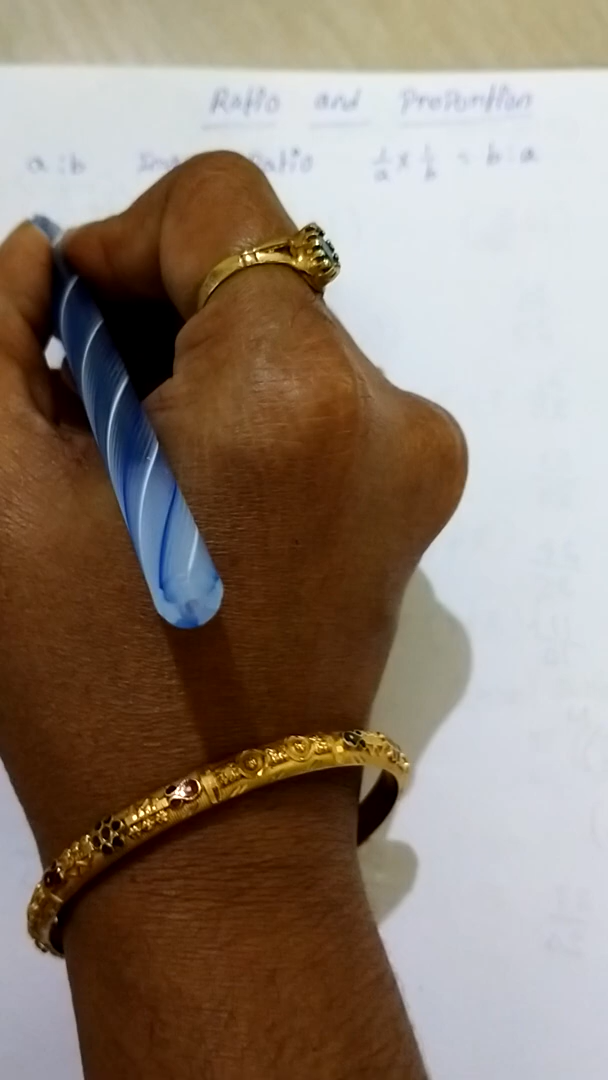 Ratio and Proportion
a : b Ratio 1/a × 1/b = b : a